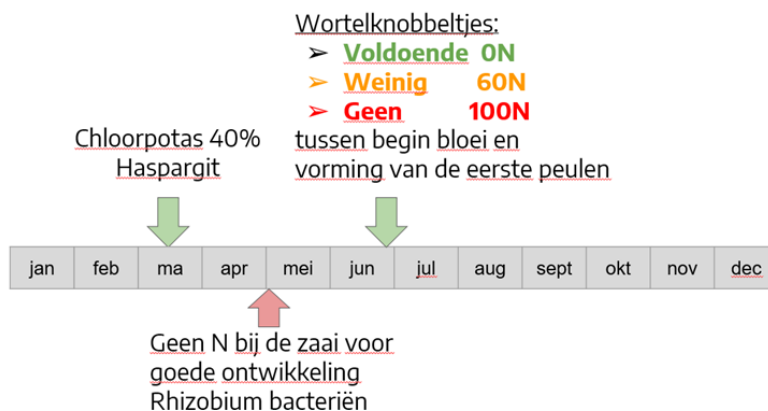 Wortelknobbeltjes:
➢ Voldoende 0N
➢ Weinig 60N
➢ Geen 100N
tussen begin bloei en
vorming van de eerste peulen
Chloorpotas 40%
Haspargit
jan feb ma apr mei jun jul aug sept okt nov dec
Geen N bij de zaai voor
goede ontwikkeling
Rhizobium bacteriën